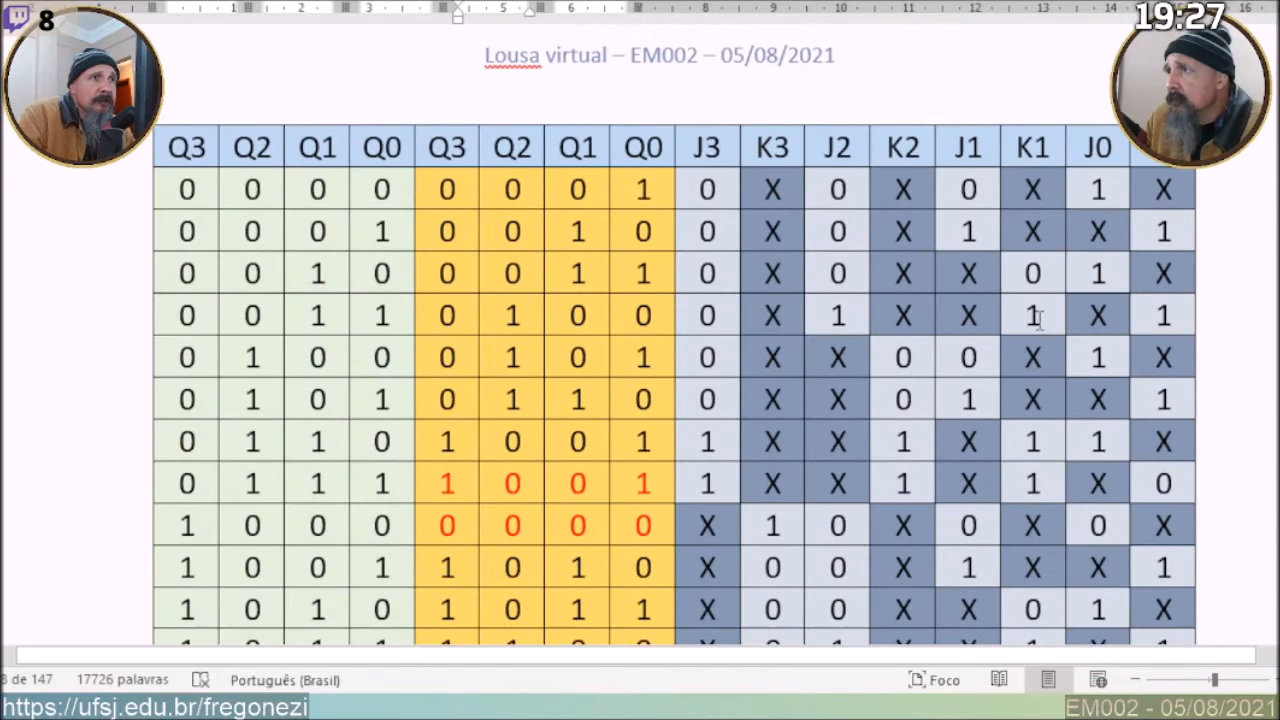 8
19:27
Lousa virtual – EM002 – 05/08/2021
Q3 Q2 Q1 Q0 Q3 Q2 Q1 Q0 J3 K3 J2 K2 J1 K1 J0
0 0 0 0 0 0 0 1 0 X 0 X 0 X 1 X
0 0 0 1 0 0 1 0 0 X 0 X 1 X X 1
0 0 1 0 0 0 1 1 0 X 0 X X 0 1 X
0 0 1 1 0 1 0 0 0 X 1 X X 1 X 1
0 1 0 0 0 1 0 1 0 X X 0 0 X 1 X
0 1 0 1 0 1 1 0 0 X X 0 1 X X 1
0 1 1 0 1 0 0 1 1 X X 1 X 1 1 X
0 1 1 1 1 0 0 1 1 X X 1 X 1 X 0
1 0 0 0 0 0 0 0 X 1 0 X 0 X 0 X
1 0 0 1 1 0 1 0 X 0 0 X 1 X X 1
1 0 1 0 1 0 1 1 X 0 0 X X 0 1 X
de 147 17726 palavras Português (Brasil) Foco
https://ufsj.edu.br/fregonezi
EM002 - 05/08/2021